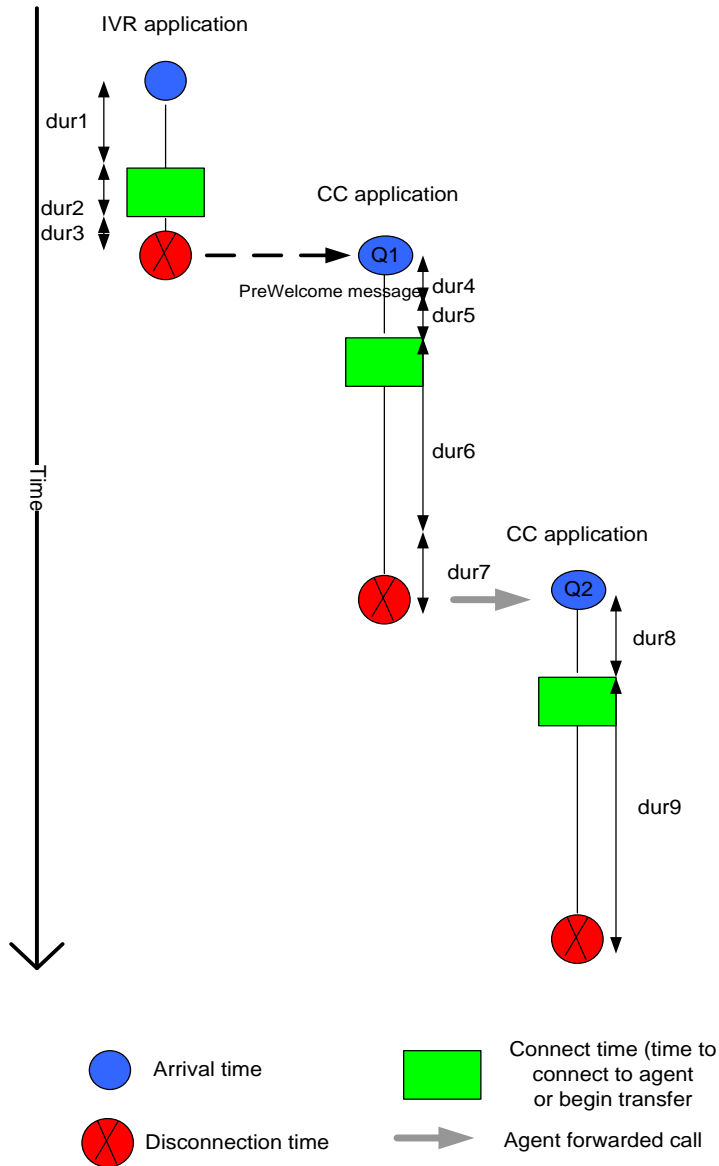 IVR application
dur1
dur2
dur3
CC application
Q1
PreWelcome message
dur4
dur5
dur6
Time
CC application
dur7
Q2
dur8
dur9
Arrival time
Connect time (time to
connect to agent
or begin transfer
Disconnection time
Agent forwarded call